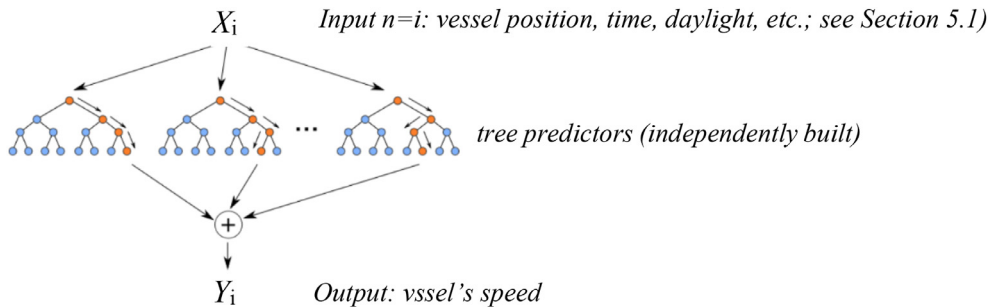 Xi
Input n=i: vessel position, time, daylight, etc.; see Section 5.1)
...
tree predictors (independently built)
+
Yi
Output: vssel's speed